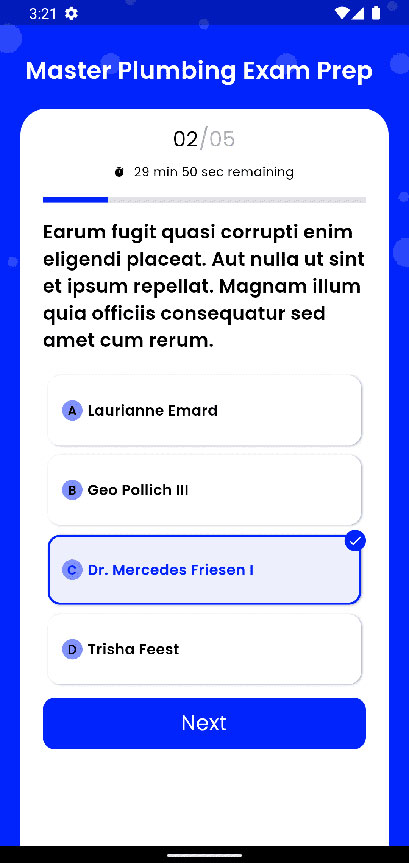 3:21
Master Plumbing Exam Prep
02/05
29 min 50 sec remaining
Earum fugit quasi corrupti enim
eligendi placeat. Aut nulla ut sint
et ipsum repellat. Magnam illum
quia officiis consequatur sed
amet cum rerum.
A Laurianne Emard
B Geo Pollich III
C Dr. Mercedes Friesen I
D Trisha Feest
Next